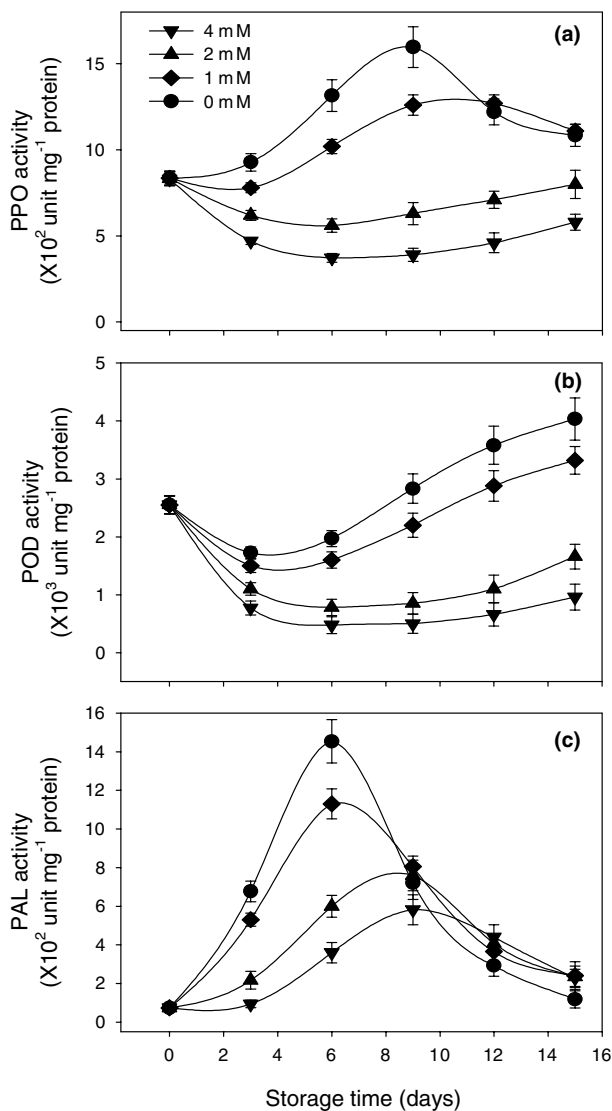 4 mM
2 mM
1 mM
0 mM
(a)
15
10
5
0
PPO activity
(X10² unit mg⁻¹ protein)
(b)
5
4
3
2
1
0
POD activity
(X10³ unit mg⁻¹ protein)
(c)
16
14
12
10
8
6
4
2
0
PAL activity
(X10² unit mg⁻¹ protein)
0 2 4 6 8 10 12 14 16
Storage time (days)